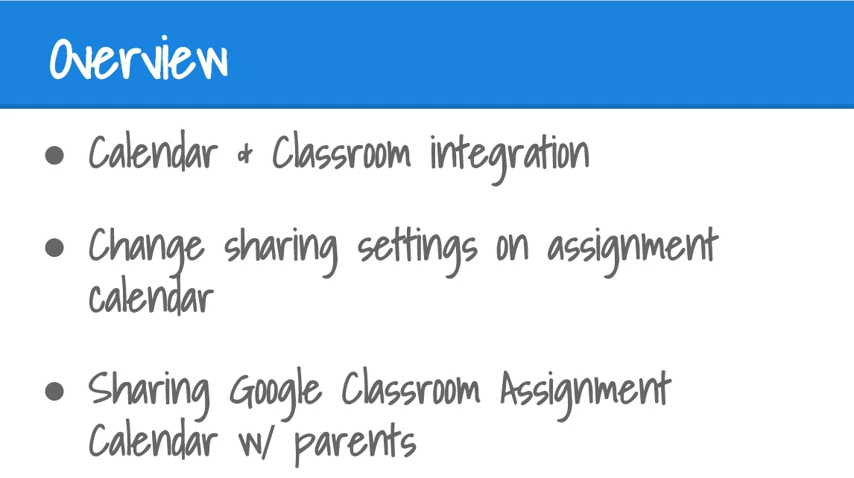 Overview
● Calendar & Classroom integration
● Change sharing settings on assignment
calendar
● Sharing Google Classroom Assignment
Calendar w/ parents